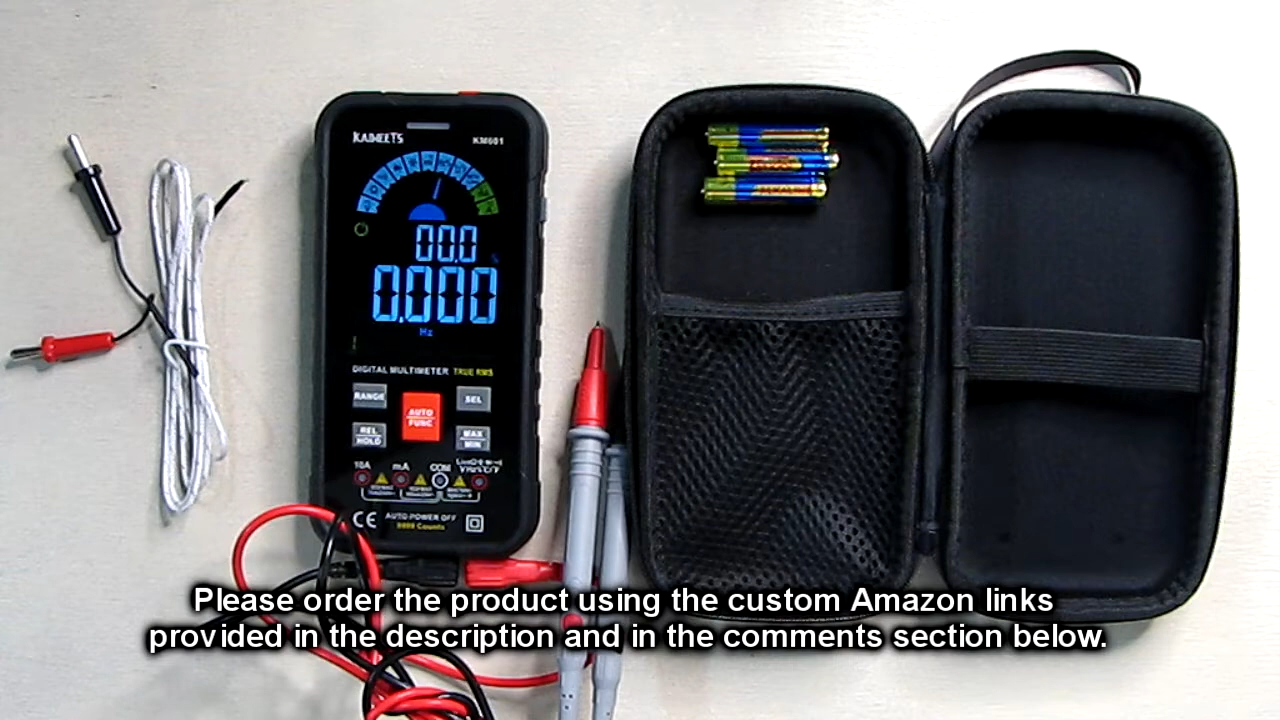 KAIWEETS
KM601
00.0
%
0.000
Hz
DIGITAL MULTIMETER TRUE RMS
RANGE
AUTO
FUNC
SEL
REL
HOLD
MAX
MIN
10A
mA
COM
CE
AUTO POWER OFF
9999 Counts
Please order the product using the custom Amazon links
provided in the description and in the comments section below.